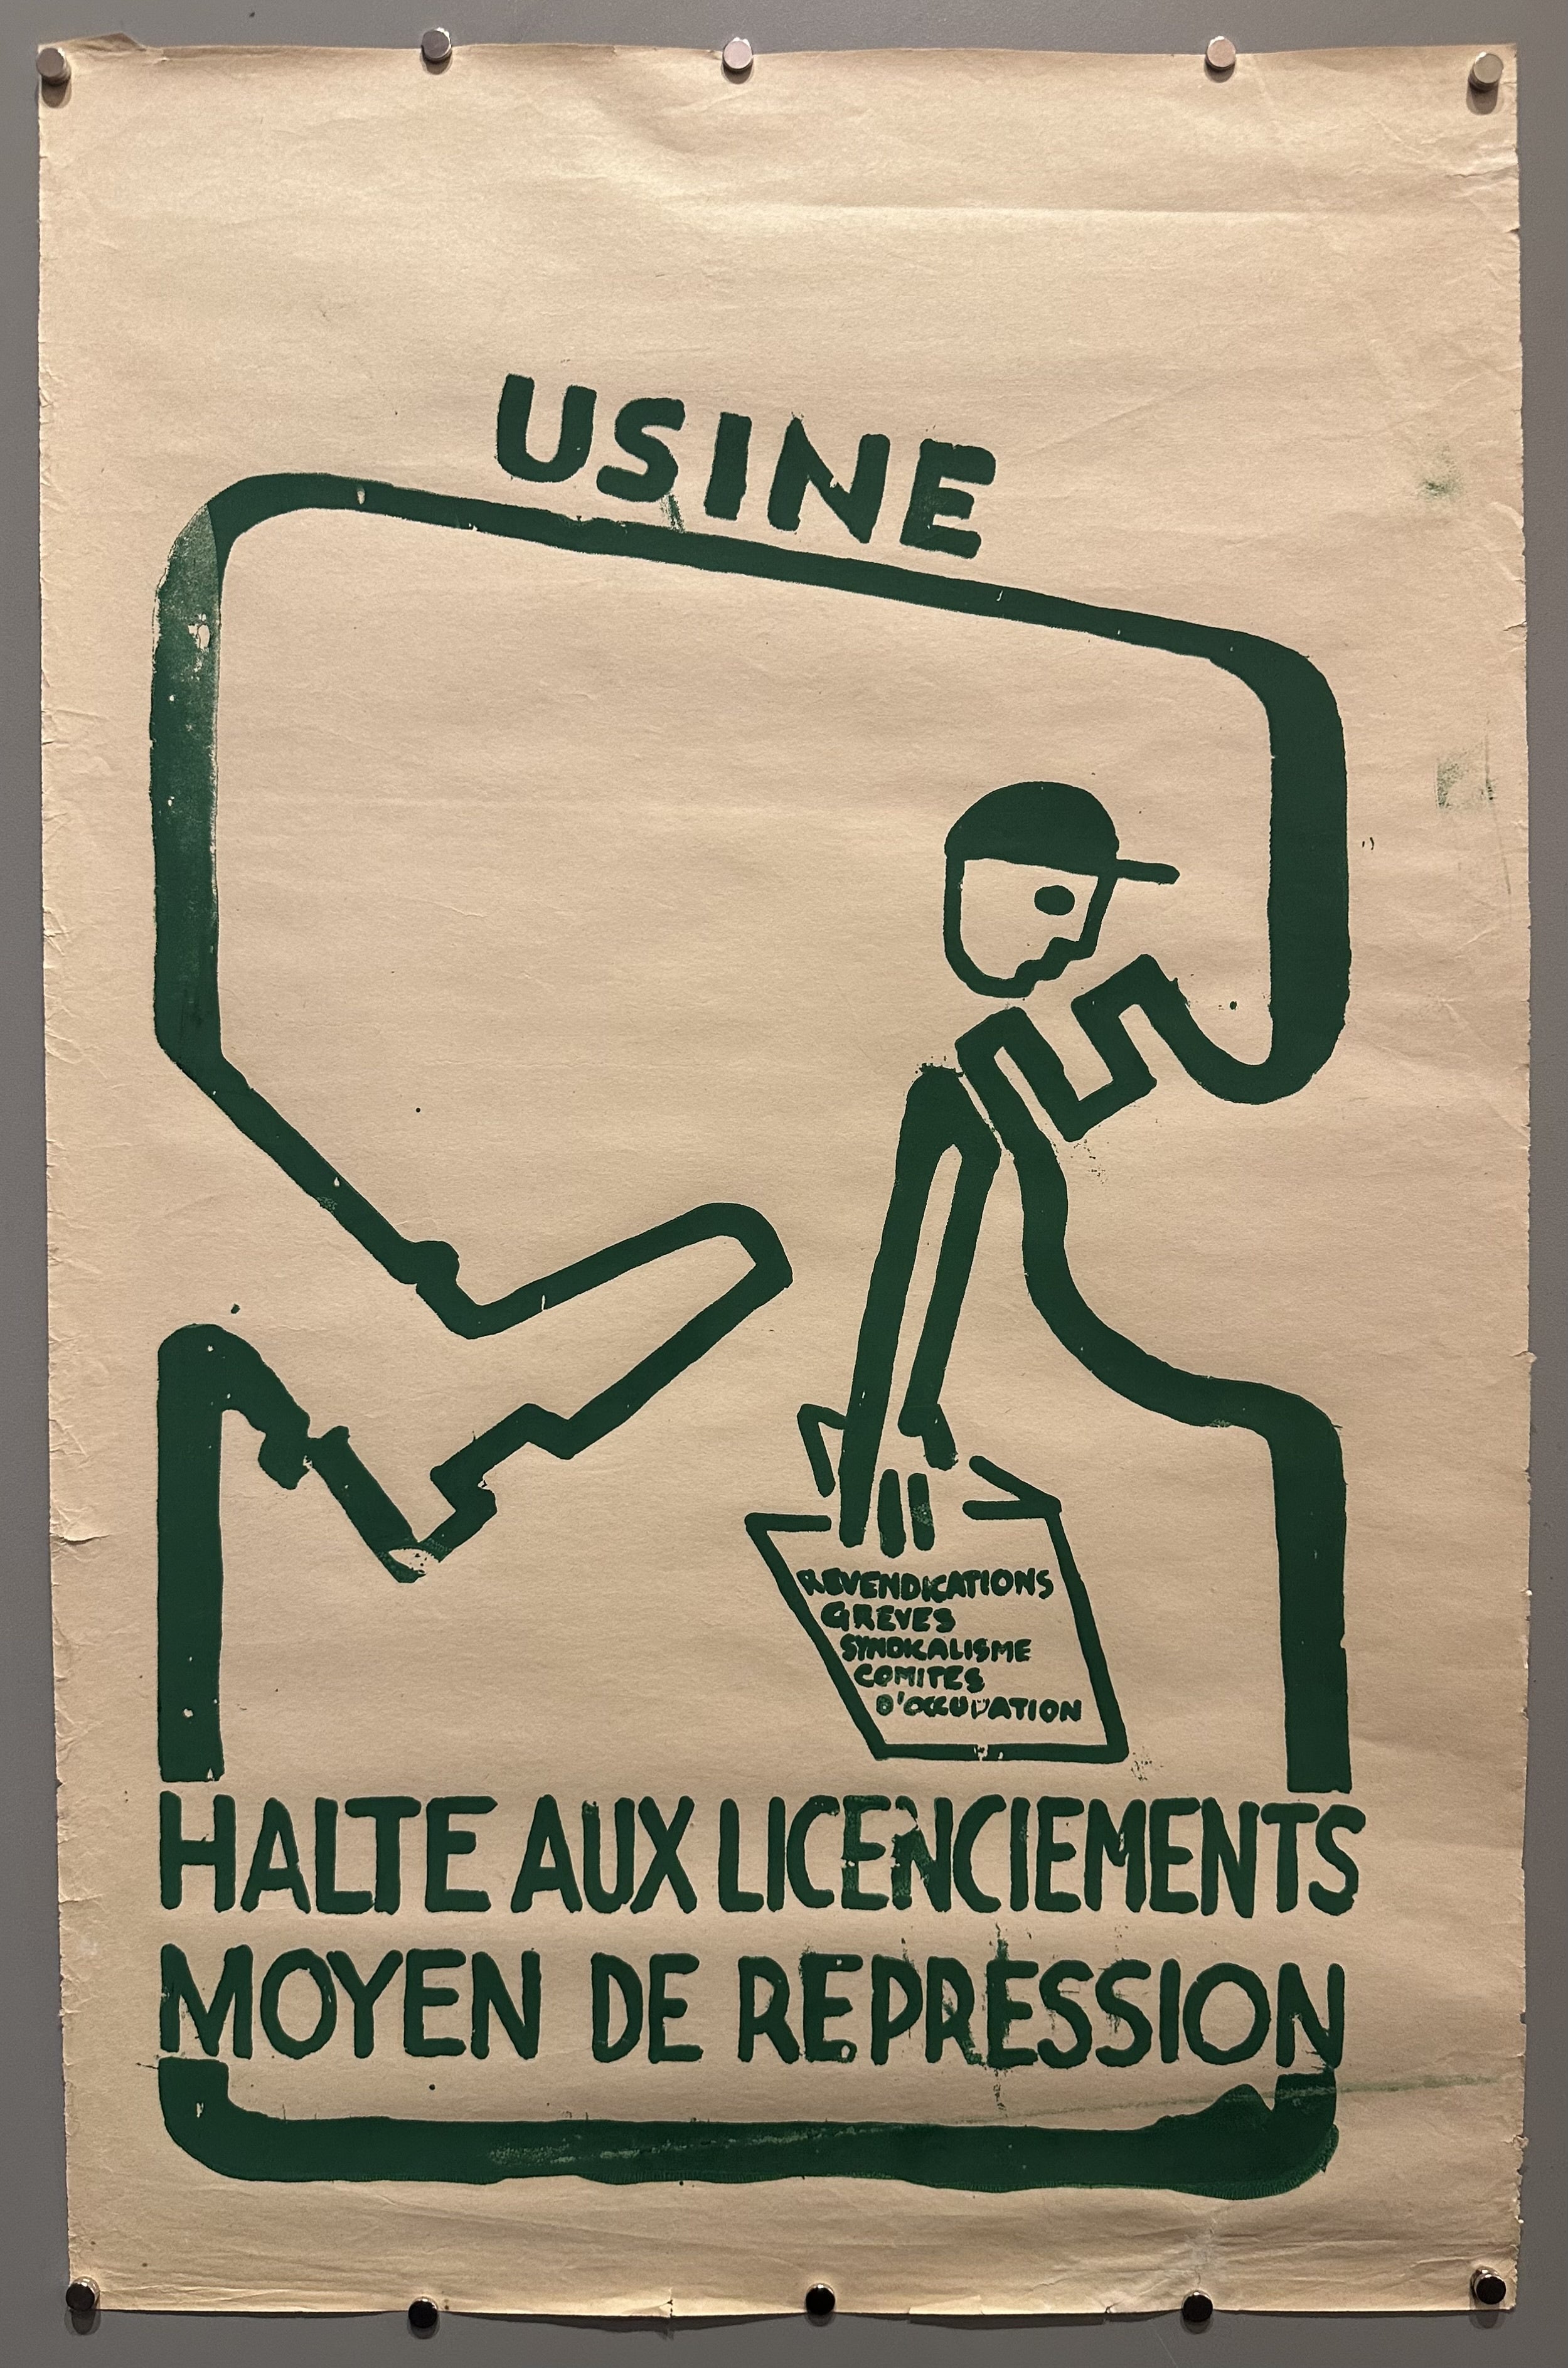 USINE
REVENDICATIONS
GREVES
SYNDICALISME
COMITES
D'OCCUPATION
HALTE AUX LICENCIEMENTS
MOYEN DE REPRESSION